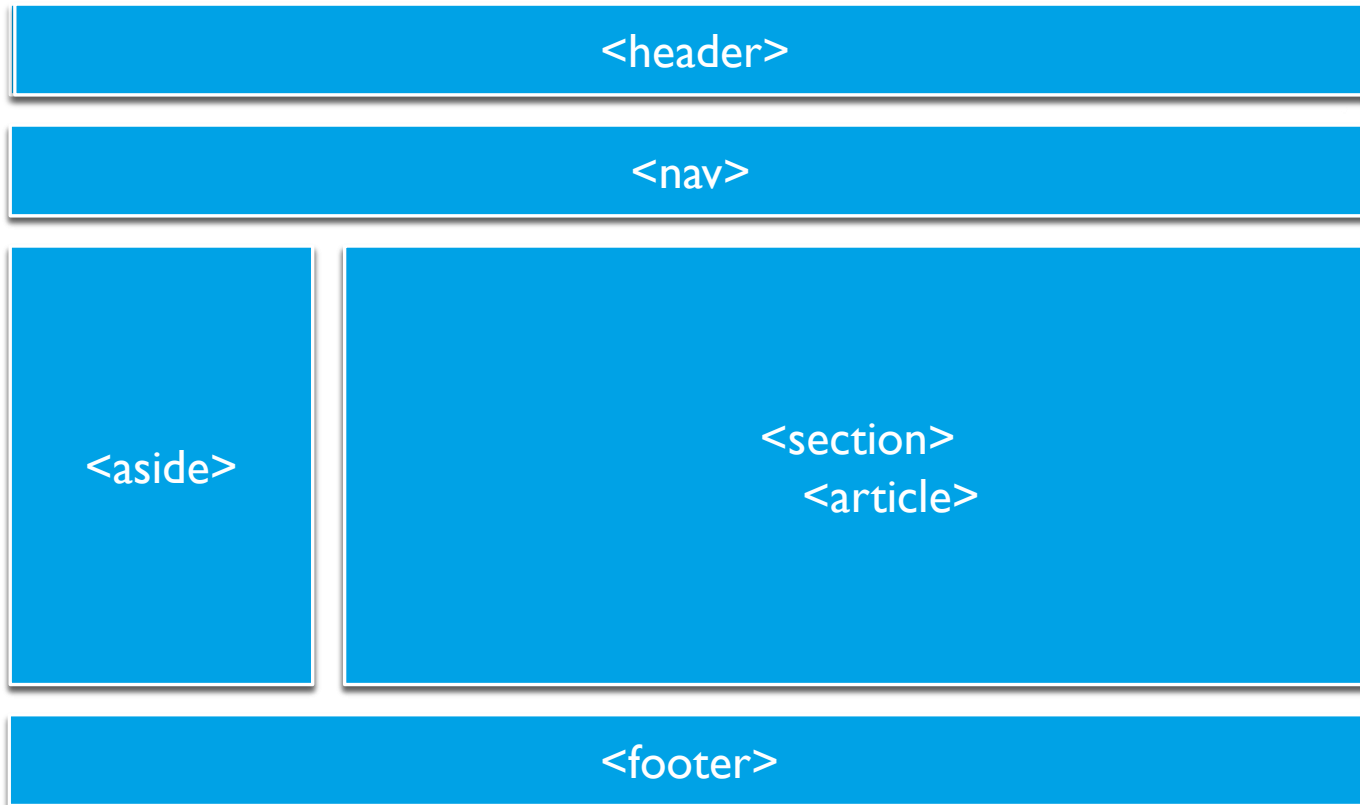 <header>
<nav>
<aside>
<section>
<article>
<footer>